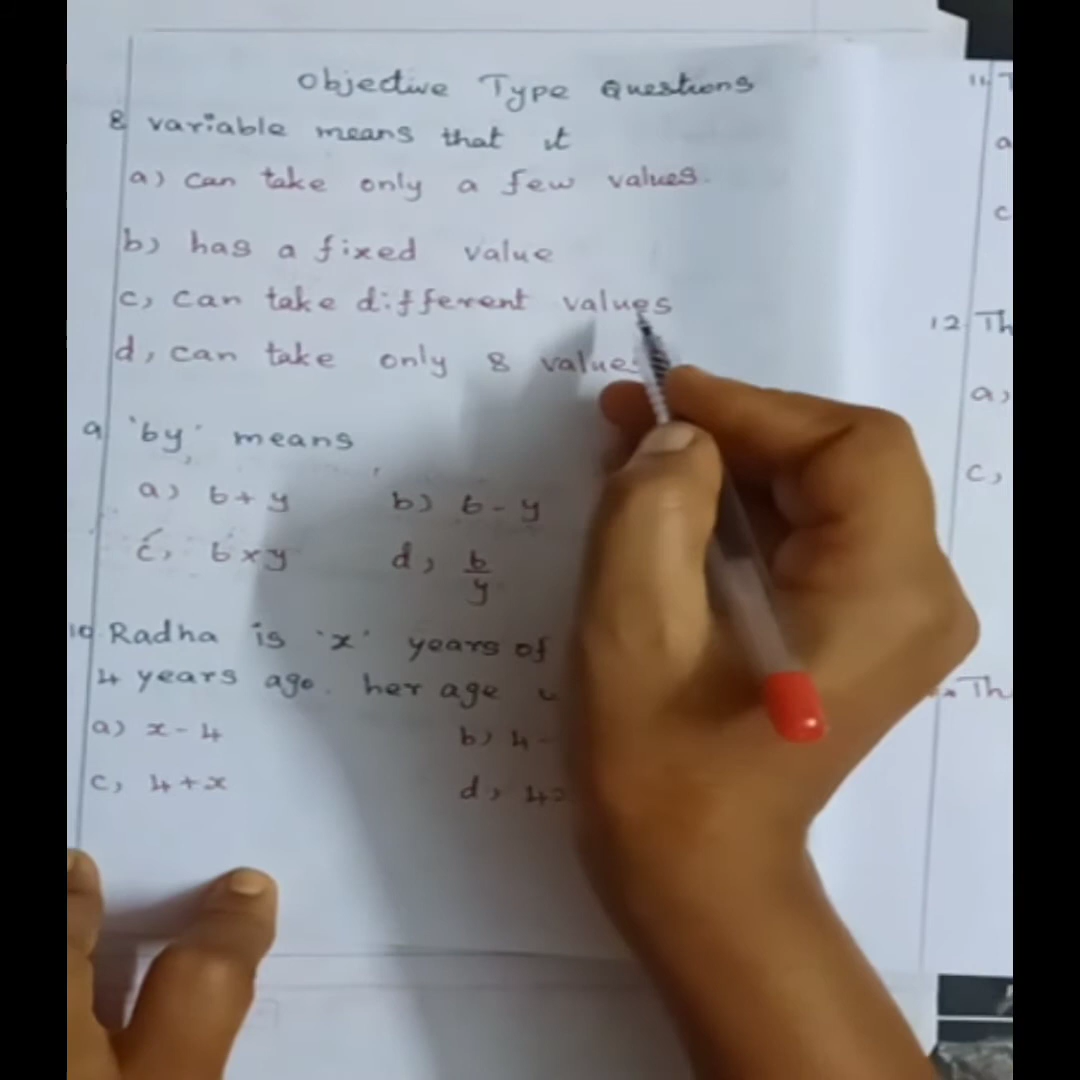 Objective Type Questions
8 variable means that it
a) can take only a few values.
b) has a fixed value
c, can take different values
d, can take only 8 values
9 'by' means
a) b + y b) b - y
c, b x y d, b/y
10 Radha is 'x' years of
4 years ago. her age
a) x - 4 b) 4 -
c, 4 + x d, 4
11
a
c
12 Th
a)
c,
Th